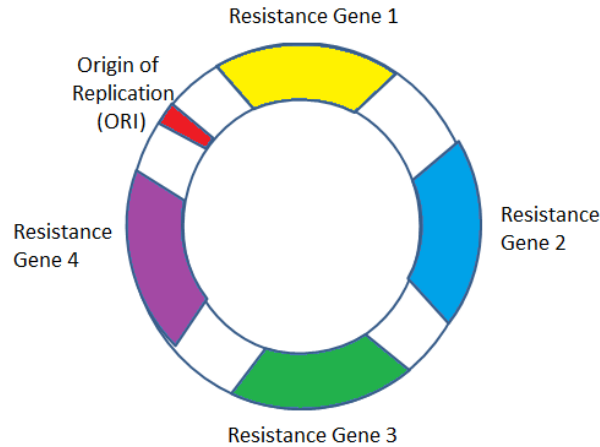 Resistance Gene 1
Origin of
Replication
(ORI)
Resistance
Gene 2
Resistance
Gene 4
Resistance Gene 3